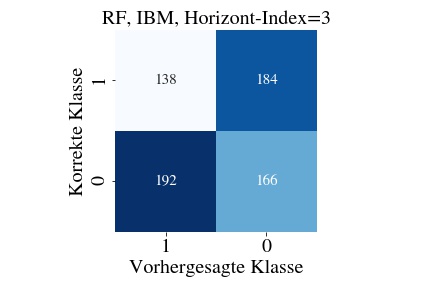 RF, IBM, Horizont-Index=3
Korrekte Klasse
1
138
184
0
192
166
1
0
Vorhergesagte Klasse